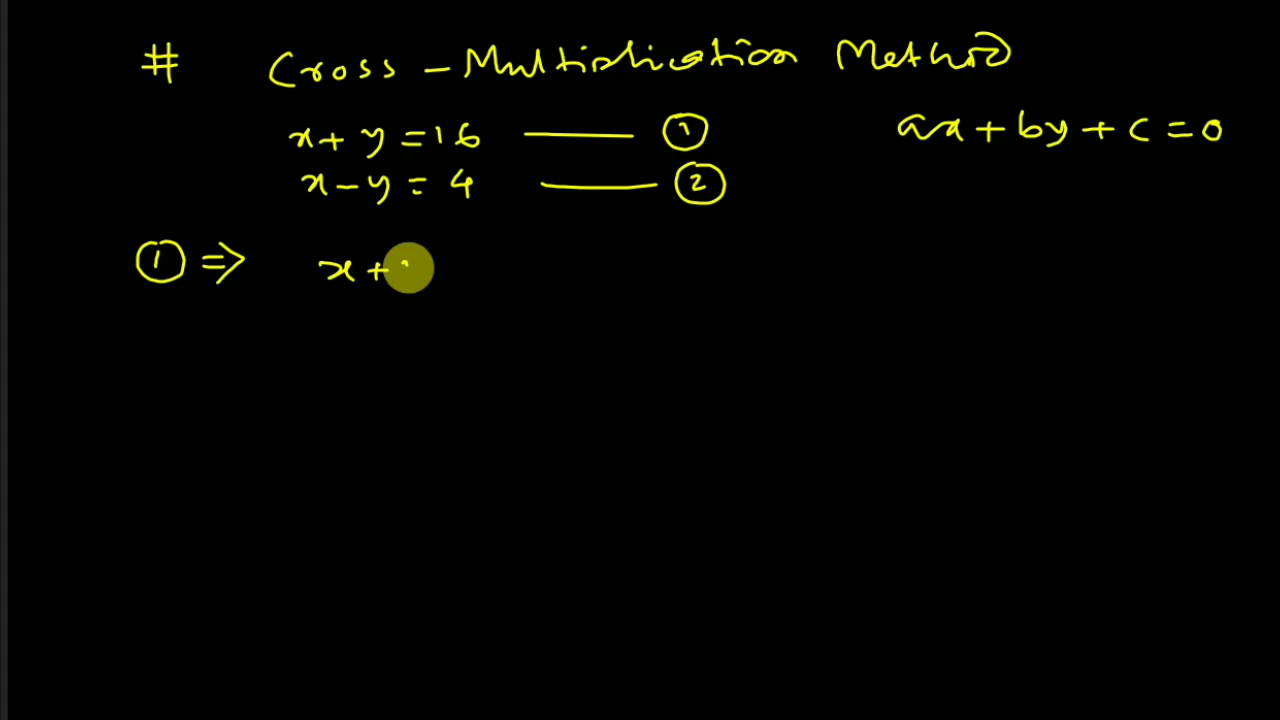 # Cross-Multiplication Method
x + y = 16 ——— ① ax + by + c = 0
x - y = 4 ——— ②
① ⇒ x +